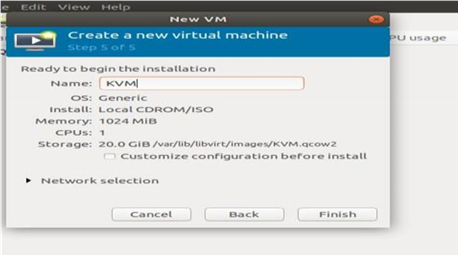 Edit View Help
New VM
Create a new virtual machine
Step 5 of 5
PU usage
Ready to begin the installation
Name: KVM
OS: Generic
Install: Local CDROM/ISO
Memory: 1024 MiB
CPUs: 1
Storage: 20.0 GiB /var/lib/libvirt/images/KVM.qcow2
Customize configuration before install
Network selection
Cancel Back Finish